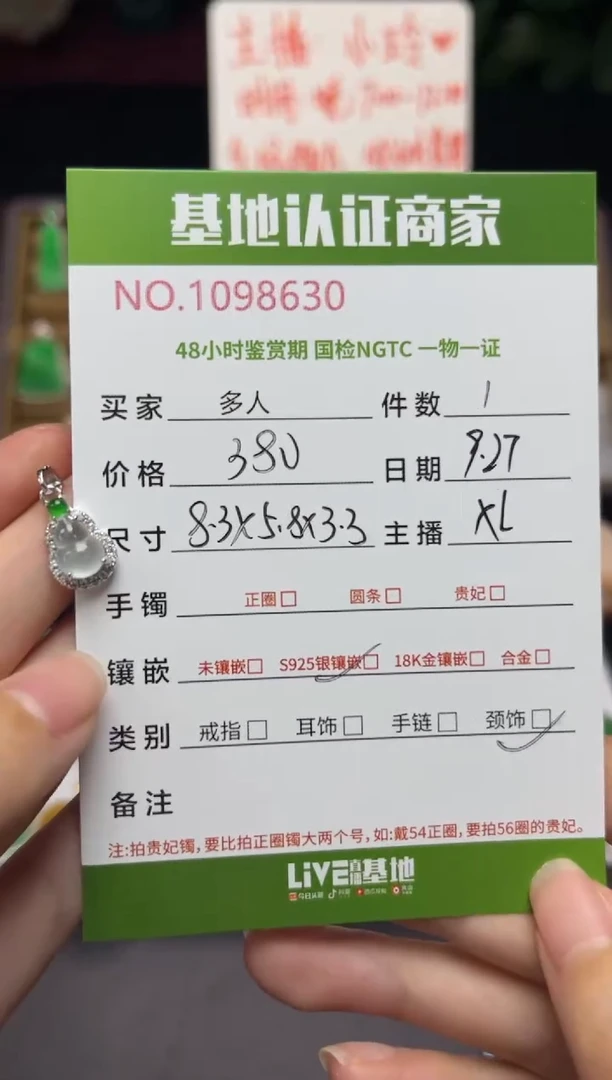 基地认证商家
NO.1098630
48小时鉴赏期 国检NGTC 一物一证
买家 多人 件数 1
价格 380 日期 9.27
尺寸 8.3X5.8X3.3 主播 XL
手镯 正圈□ 圆条□ 贵妃□
镶嵌 未镶嵌□ S925银镶嵌□ 18K金镶嵌□ 合金□
类别 戒指□ 耳饰□ 手链□ 颈饰□
备注
注:拍贵妃镯,要比拍正圈镯大两个号,如:戴54正圈,要拍56圈的贵妃。
LiVE直播基地